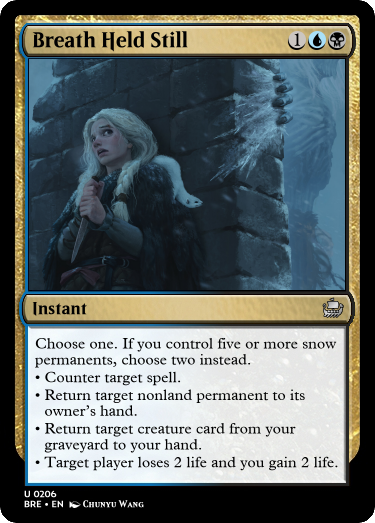 Breath Held Still 1
Instant
Choose one. If you control five or more snow
permanents, choose two instead.
• Counter target spell.
• Return target nonland permanent to its
owner's hand.
• Return target creature card from your
graveyard to your hand.
• Target player loses 2 life and you gain 2 life.
U 0206
BRE • EN Chunyu Wang